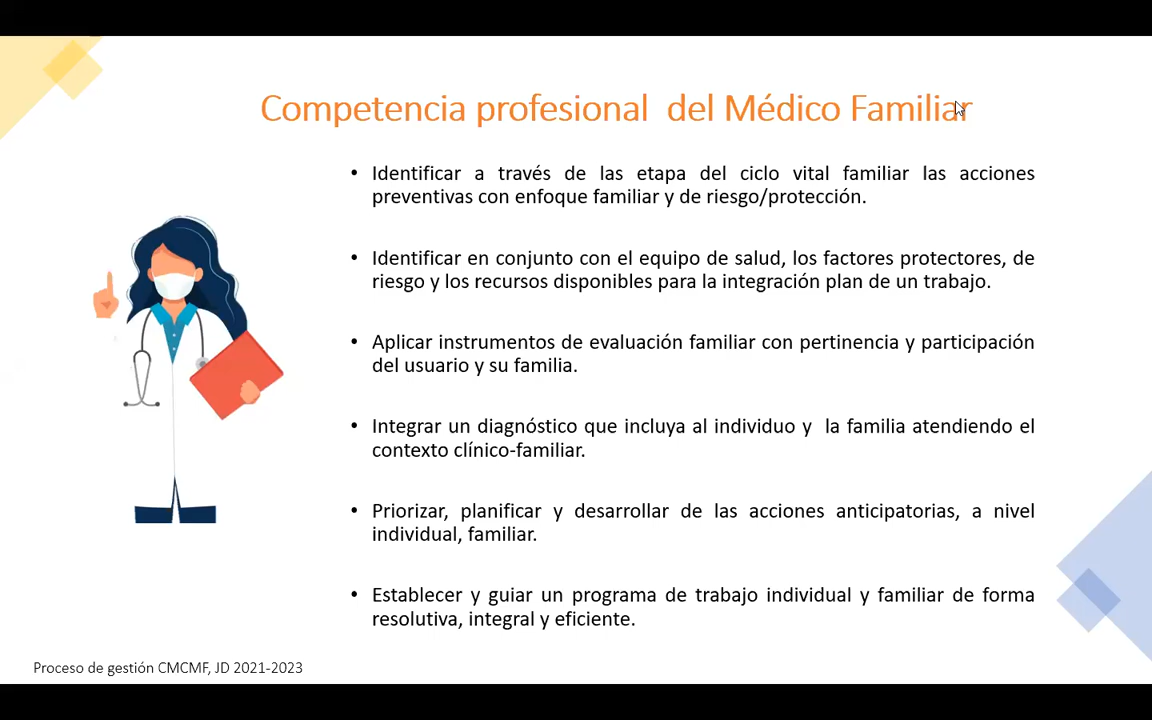 Competencia profesional  del Médico Familiar
• Identificar a través de las etapa del ciclo vital familiar las acciones
preventivas con enfoque familiar y de riesgo/protección.
• Identificar en conjunto con el equipo de salud, los factores protectores, de
riesgo y los recursos disponibles para la integración plan de un trabajo.
• Aplicar instrumentos de evaluación familiar con pertinencia y participación
del usuario y su familia.
• Integrar un diagnóstico que incluya al individuo y  la familia atendiendo el
contexto clínico-familiar.
• Priorizar, planificar y desarrollar de las acciones anticipatorias, a nivel
individual, familiar.
• Establecer y guiar un programa de trabajo individual y familiar de forma
resolutiva, integral y eficiente.
Proceso de gestión CMCMF, JD 2021-2023